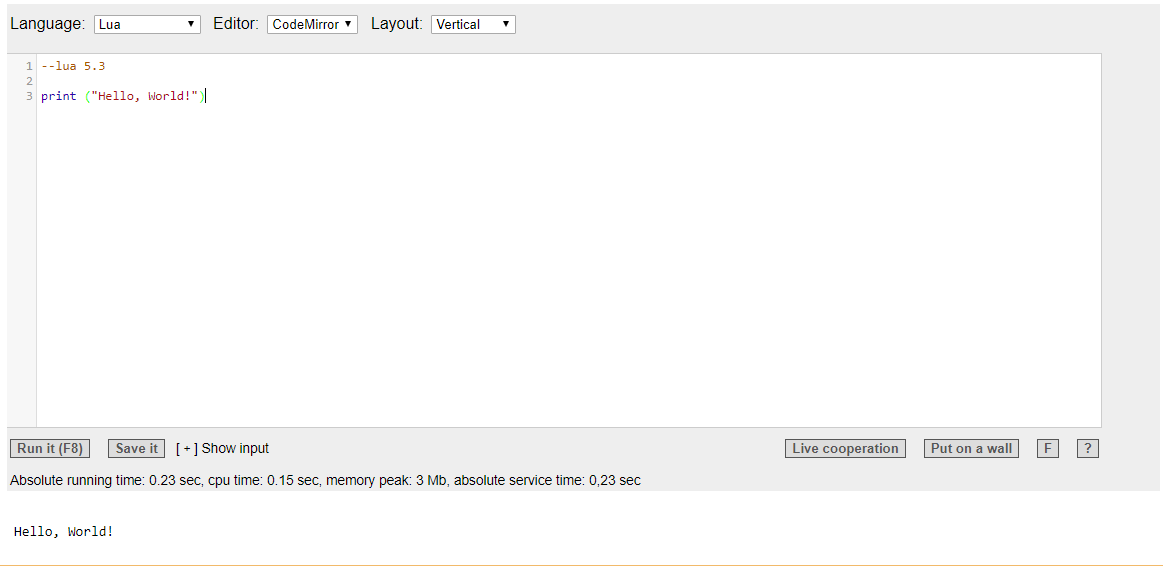 Language: Lua Editor: CodeMirror Layout: Vertical
1 --lua 5.3
2
3 print ("Hello, World!")
Run it (F8) Save it [ + ] Show input Live cooperation Put on a wall F ?
Absolute running time: 0.23 sec, cpu time: 0.15 sec, memory peak: 3 Mb, absolute service time: 0,23 sec
Hello, World!